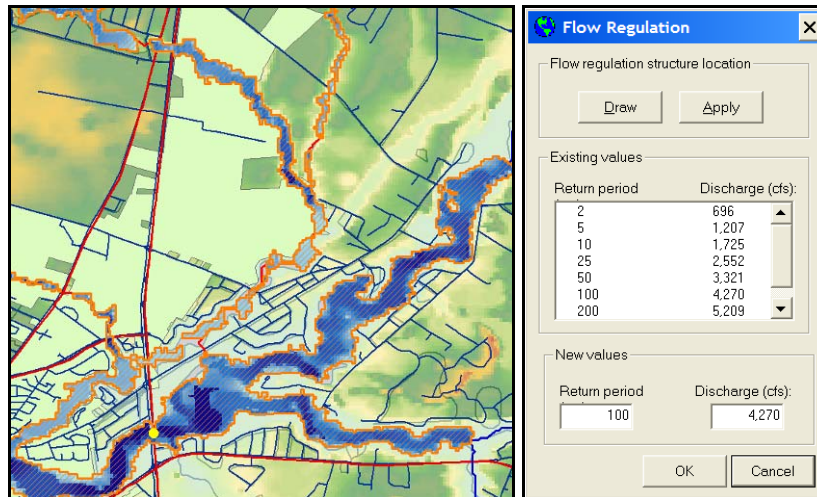 Flow Regulation
Flow regulation structure location
Draw Apply
Existing values
Return period Discharge (cfs):
2 696
5 1,207
10 1,725
25 2,552
50 3,321
100 4,270
200 5,209
New values
Return period Discharge (cfs):
100 4,270
OK Cancel